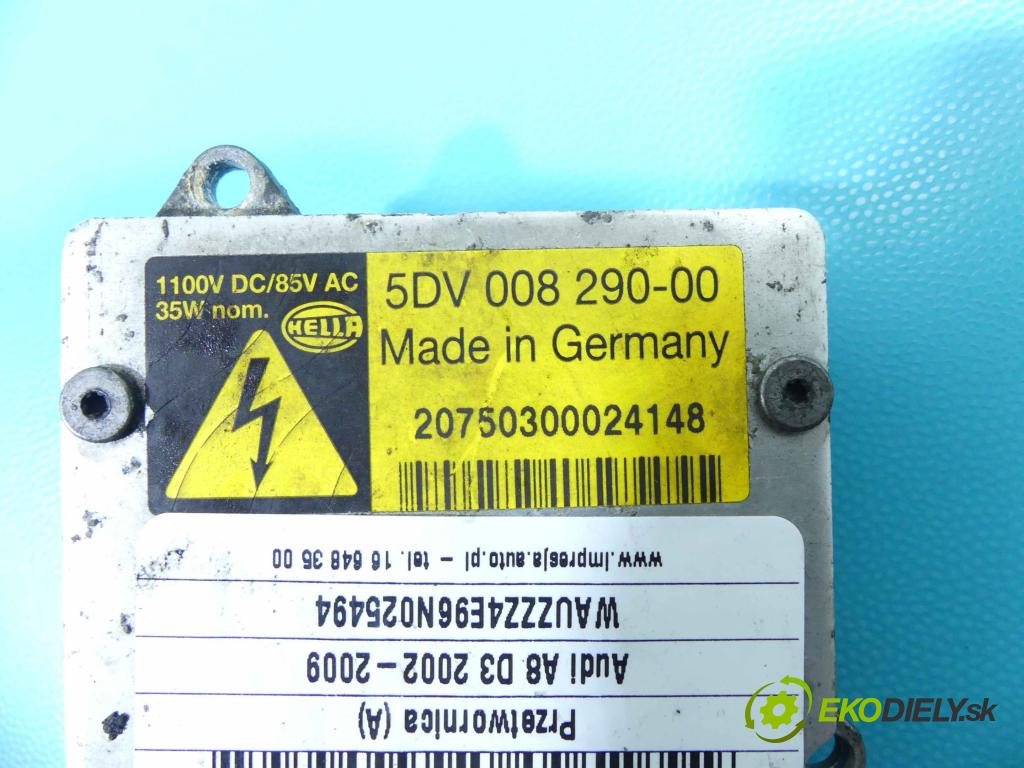 1100V DC/85V AC
35W nom.
HELLA
5DV 008 290-00
Made in Germany
20750300024148
www.impresja.auto.pl - tel. 16 648 35 00
WAUZZZ4E96N025494
Audi A8 D3 2002-2009
Przetwornica (A)
EKODIELY.sk